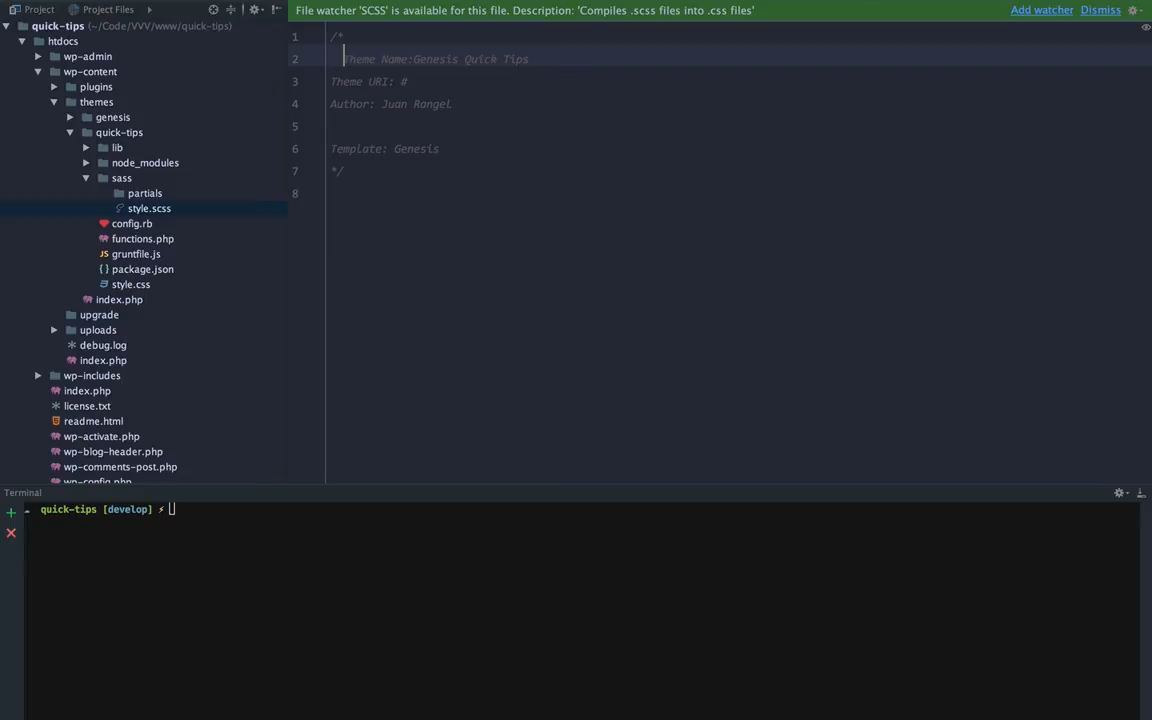 Project
Project Files
File watcher 'SCSS' is available for this file. Description: 'Compiles .scss files into .css files'
Add watcher
Dismiss
quick-tips (~/Code/VVV/www/quick-tips)
htdocs
wp-admin
wp-content
plugins
themes
genesis
quick-tips
lib
node_modules
sass
partials
style.scss
config.rb
functions.php
JS gruntfile.js
package.json
style.css
index.php
upgrade
uploads
debug.log
index.php
wp-includes
index.php
license.txt
readme.html
wp-activate.php
wp-blog-header.php
wp-comments-post.php
wp-config.php
1 /*
2 Theme Name:Genesis Quick Tips
3 Theme URI: #
4 Author: Juan Rangel
5
6 Template: Genesis
7 */
8
Terminal
quick-tips [develop] ⚡